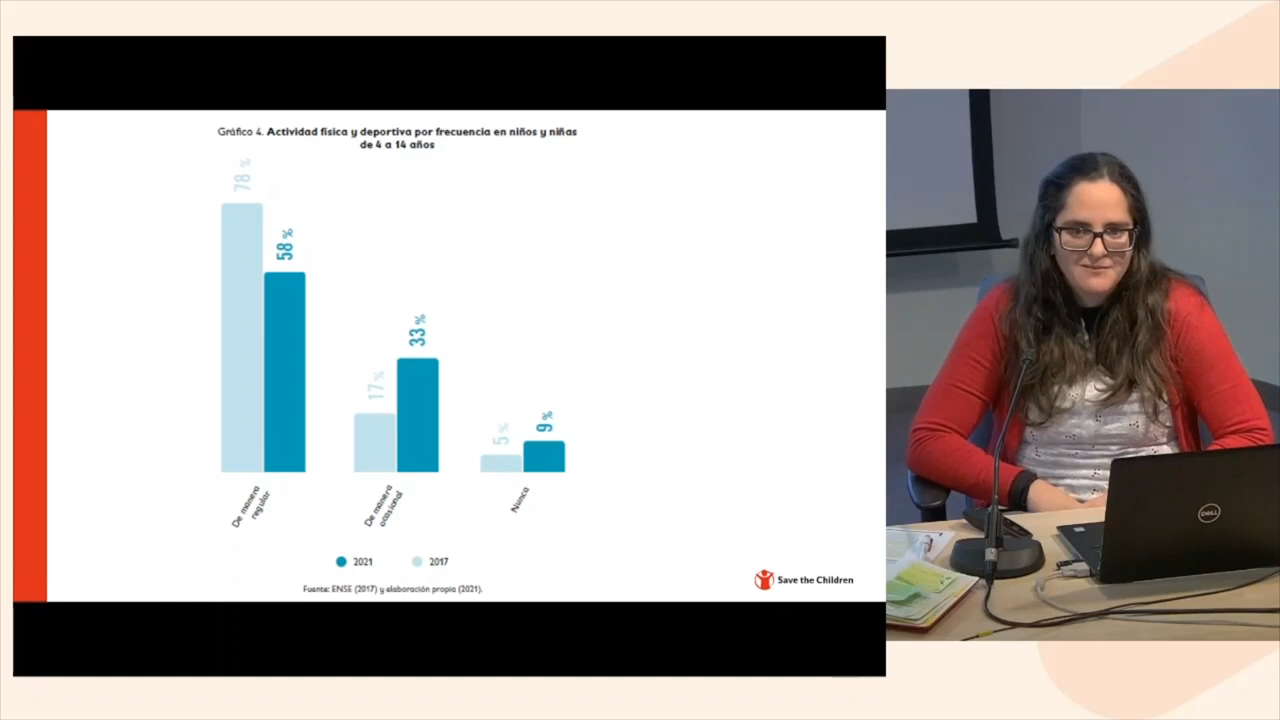 Gráfico 4. Actividad física y deportiva por frecuencia en niños y niñas
de 4 a 14 años
78 %
58 %
17 %
33 %
5 %
9 %
De manera
regular
De manera
ocasional
Nunca
2021
2017
Fuente: ENSE (2017) y elaboración propia (2021).
Save the Children
DELL